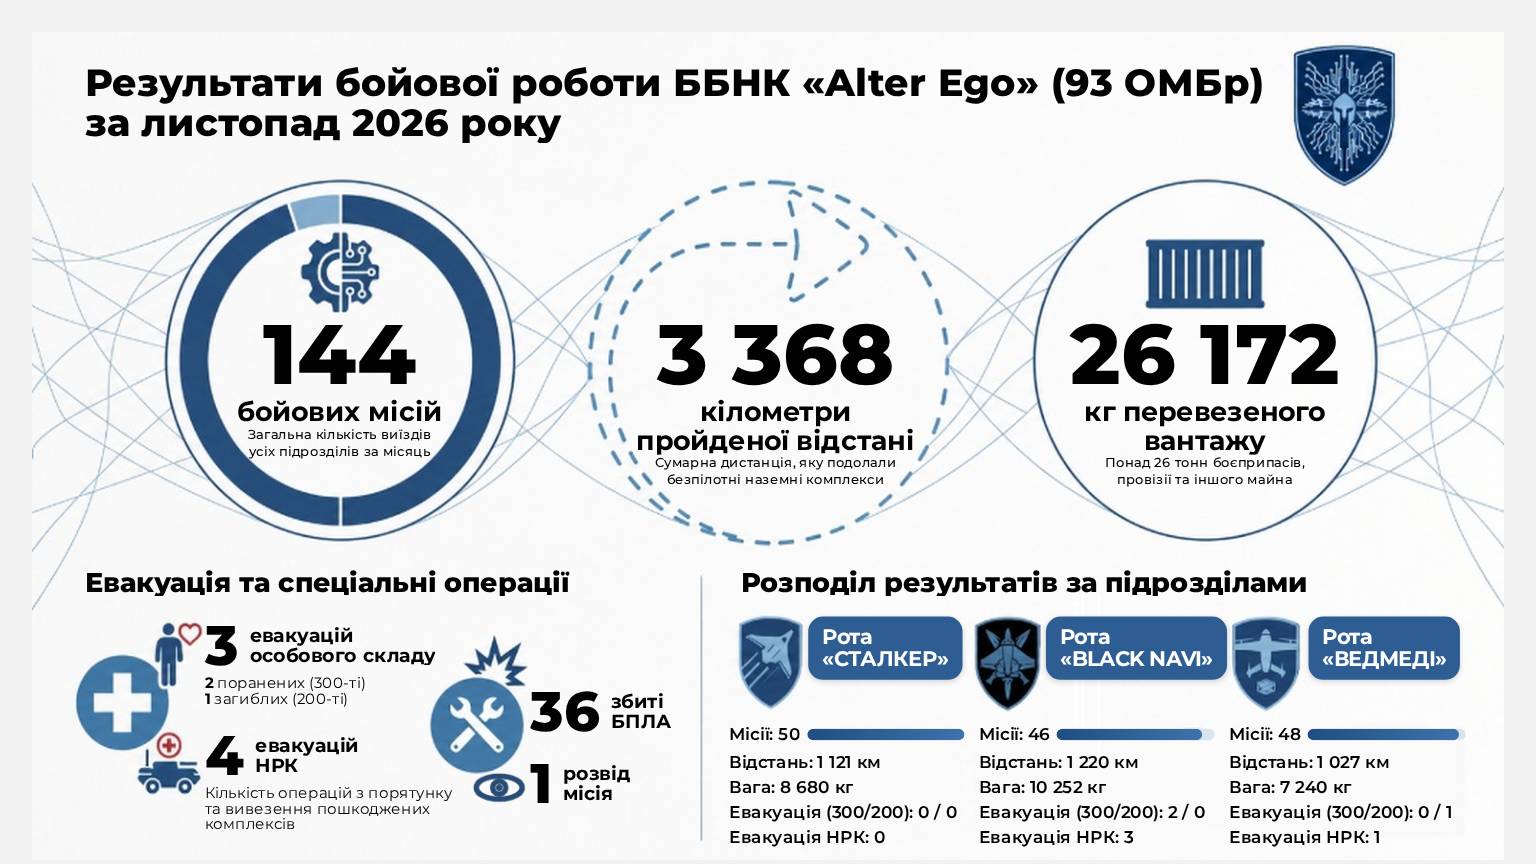 Результати бойової роботи ББНК «Alter Ego» (93 ОМБр)
за листопад 2026 року
144
бойових місій
Загальна кількість виїздів
усіх підрозділів за місяць
3 368
кілометри
пройденої відстані
Сумарна дистанція, яку подолали
безпілотні наземні комплекси
26 172
кг перевезеного
вантажу
Понад 26 тонн боєприпасів,
провізії та іншого майна
Евакуація та спеціальні операції
3 евакуацій
особового складу
2 поранених (300-ті)
1 загиблих (200-ті)
4 евакуацій
НРК
Кількість операцій з порятунку
та вивезення пошкоджених
комплексів
36 збиті
БПЛА
1 розвід
місія
Розподіл результатів за підрозділами
Рота
«СТАЛКЕР»
Місії: 50
Відстань: 1 121 км
Вага: 8 680 кг
Евакуація (300/200): 0 / 0
Евакуація НРК: 0
Рота
«BLACK NAVI»
Місії: 46
Відстань: 1 220 км
Вага: 10 252 кг
Евакуація (300/200): 2 / 0
Евакуація НРК: 3
Рота
«ВЕДМЕДІ»
Місії: 48
Відстань: 1 027 км
Вага: 7 240 кг
Евакуація (300/200): 0 / 1
Евакуація НРК: 1